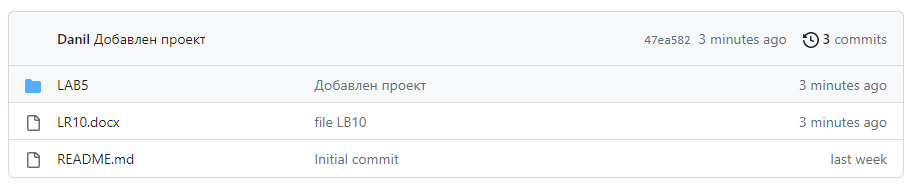 Danil Добавлен проект 47ea582 3 minutes ago 3 commits
LAB5 Добавлен проект 3 minutes ago
LR10.docx file LB10 3 minutes ago
README.md Initial commit last week